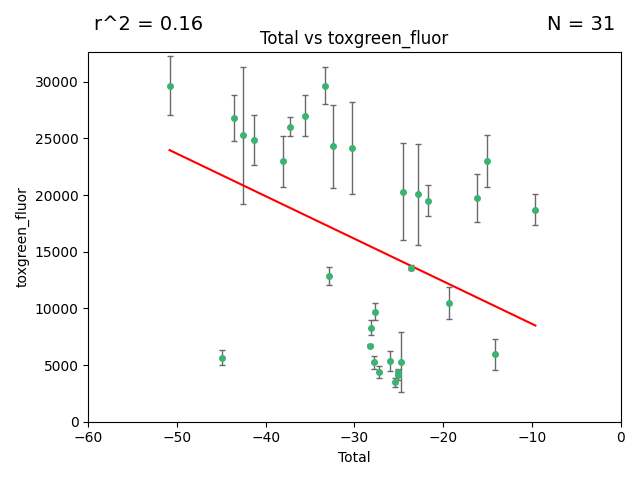 r^2 = 0.16
N = 31
Total vs toxgreen_fluor
30000
25000
20000
15000
10000
5000
0
toxgreen_fluor
−60
−50
−40
−30
−20
−10
0
Total